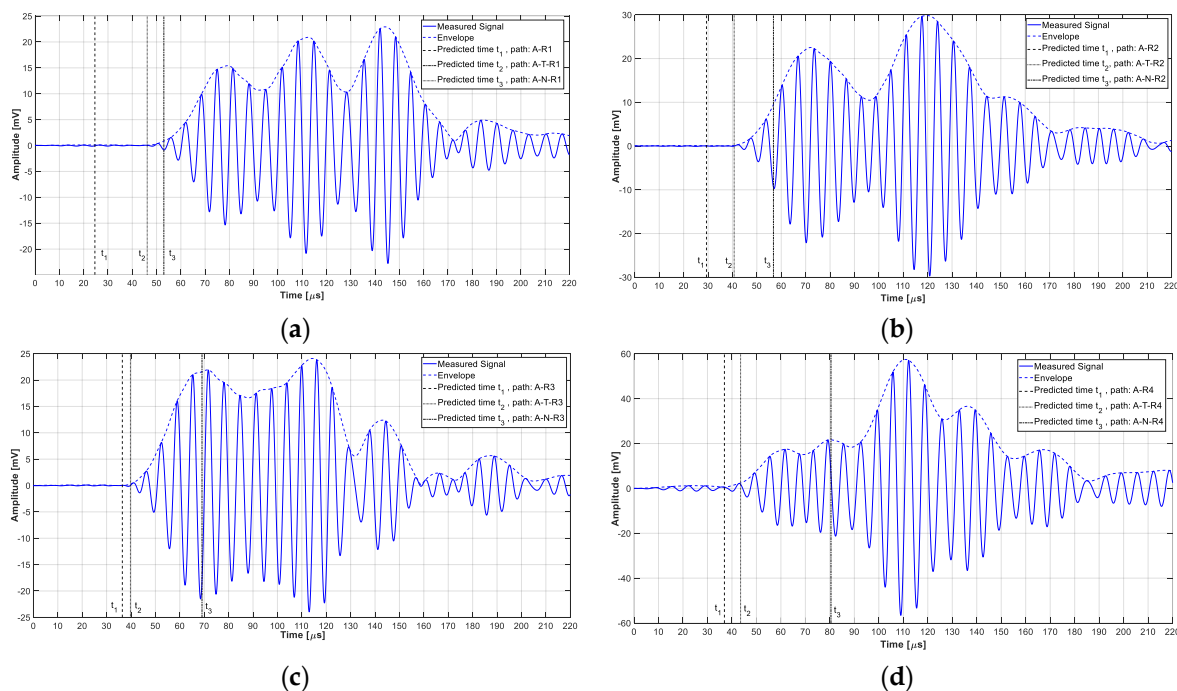 25
20
15
10
5
0
-5
-10
-15
-20
Amplitude [mV]
Measured Signal
Envelope
Predicted time t1 , path: A-R1
Predicted time t2 , path: A-T-R1
Predicted time t3 , path: A-N-R1
t1 t2 t3
0 10 20 30 40 50 60 70 80 90 100 110 120 130 140 150 160 170 180 190 200 210 220
Time [μs]
(a)
30
20
10
0
-10
-20
-30
Amplitude [mV]
Measured Signal
Envelope
Predicted time t1 , path: A-R2
Predicted time t2, path: A-T-R2
Predicted time t3, path: A-N-R2
t1 t2 t3
0 10 20 30 40 50 60 70 80 90 100 110 120 130 140 150 160 170 180 190 200 210 220
Time [μs]
(b)
25
20
15
10
5
0
-5
-10
-15
-20
25
Amplitude [mV]
Measured Signal
Envelope
Predicted time t1 , path: A-R3
Predicted time t2 , path: A-T-R3
Predicted time t3 , path: A-N-R3
t1 t2 t3
0 10 20 30 40 50 60 70 80 90 100 110 120 130 140 150 160 170 180 190 200 210 220
Time [μs]
(c)
60
40
20
0
-20
-40
-60
Amplitude [mV]
Measured Signal
Envelope
Predicted time t1 , path: A-R4
Predicted time t2 , path: A-T-R4
Predicted time t3 , path: A-N-R4
t1 t2 t3
0 10 20 30 40 50 60 70 80 90 100 110 120 130 140 150 160 170 180 190 200 210 220
Time [μs]
(d)